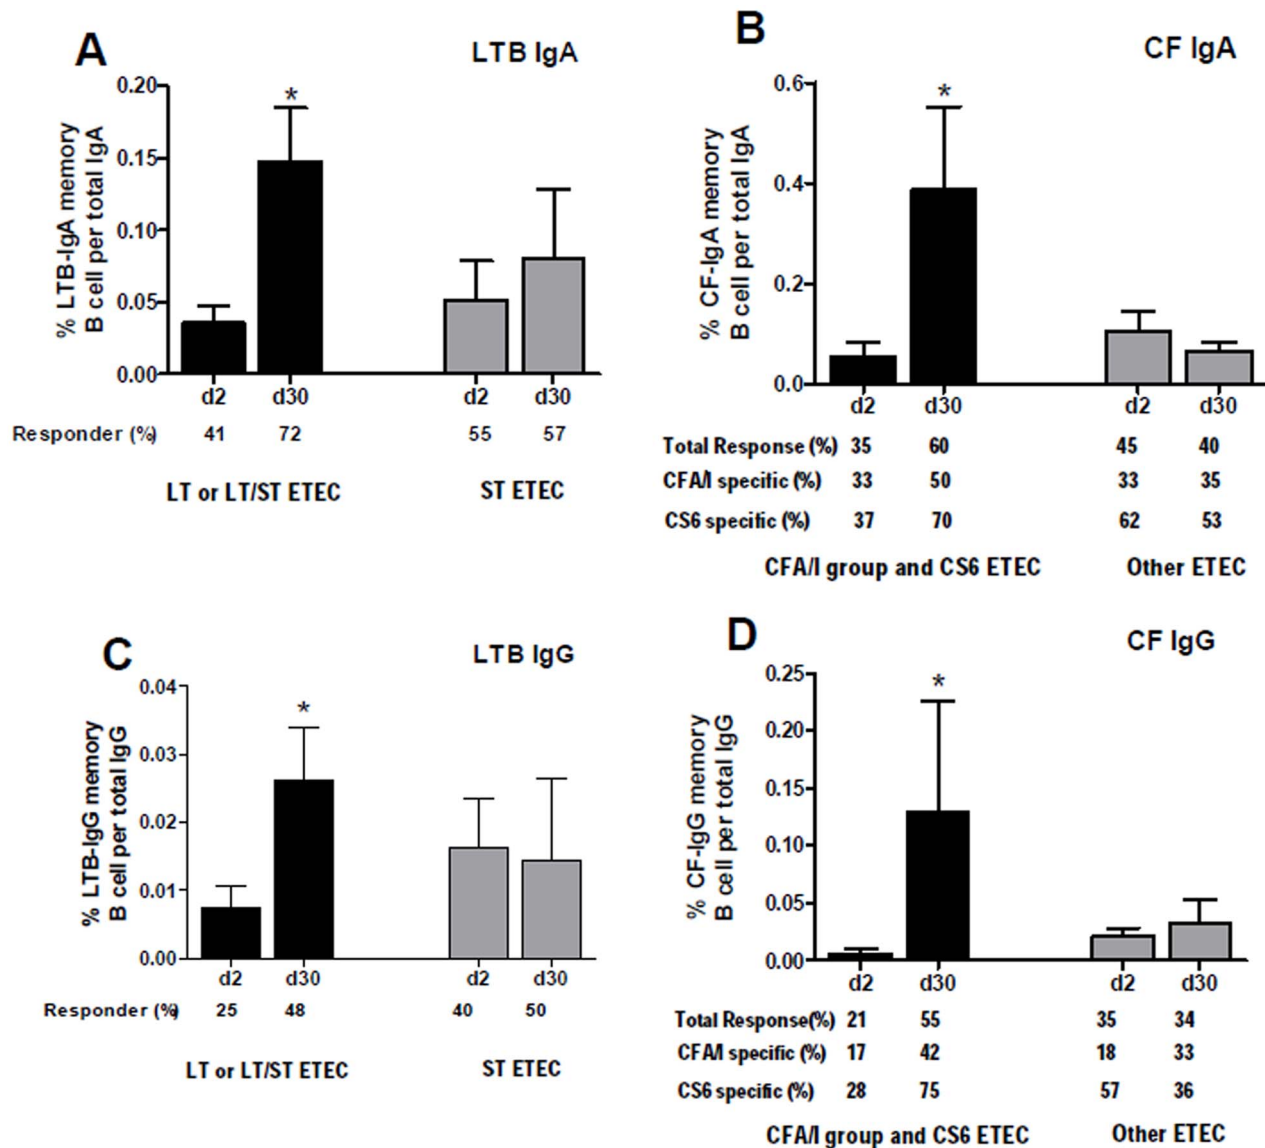 A
LTB IgA
% LTB-IgA memory
B cell per total IgA
0.20
0.15
0.10
0.05
0.00
*
d2 d30 d2 d30
Responder (%) 41 72 55 57
LT or LT/ST ETEC ST ETEC
B
CF IgA
% CF-IgA memory
B cell per total IgA
0.6
0.4
0.2
0.0
*
d2 d30 d2 d30
Total Response (%) 35 60 45 40
CFA/I specific (%) 33 50 33 35
CS6 specific (%) 37 70 62 53
CFA/I group and CS6 ETEC Other ETEC
C
LTB IgG
% LTB-IgG memory
B cell per total IgG
0.04
0.03
0.02
0.01
0.00
*
d2 d30 d2 d30
Responder (%) 25 48 40 50
LT or LT/ST ETEC ST ETEC
D
CF IgG
% CF-IgG memory
B cell per total IgG
0.25
0.20
0.15
0.10
0.05
0.00
*
d2 d30 d2 d30
Total Response(%) 21 55 35 34
CFA/I specific (%) 17 42 18 33
CS6 specific (%) 28 75 57 36
CFA/I group and CS6 ETEC Other ETEC